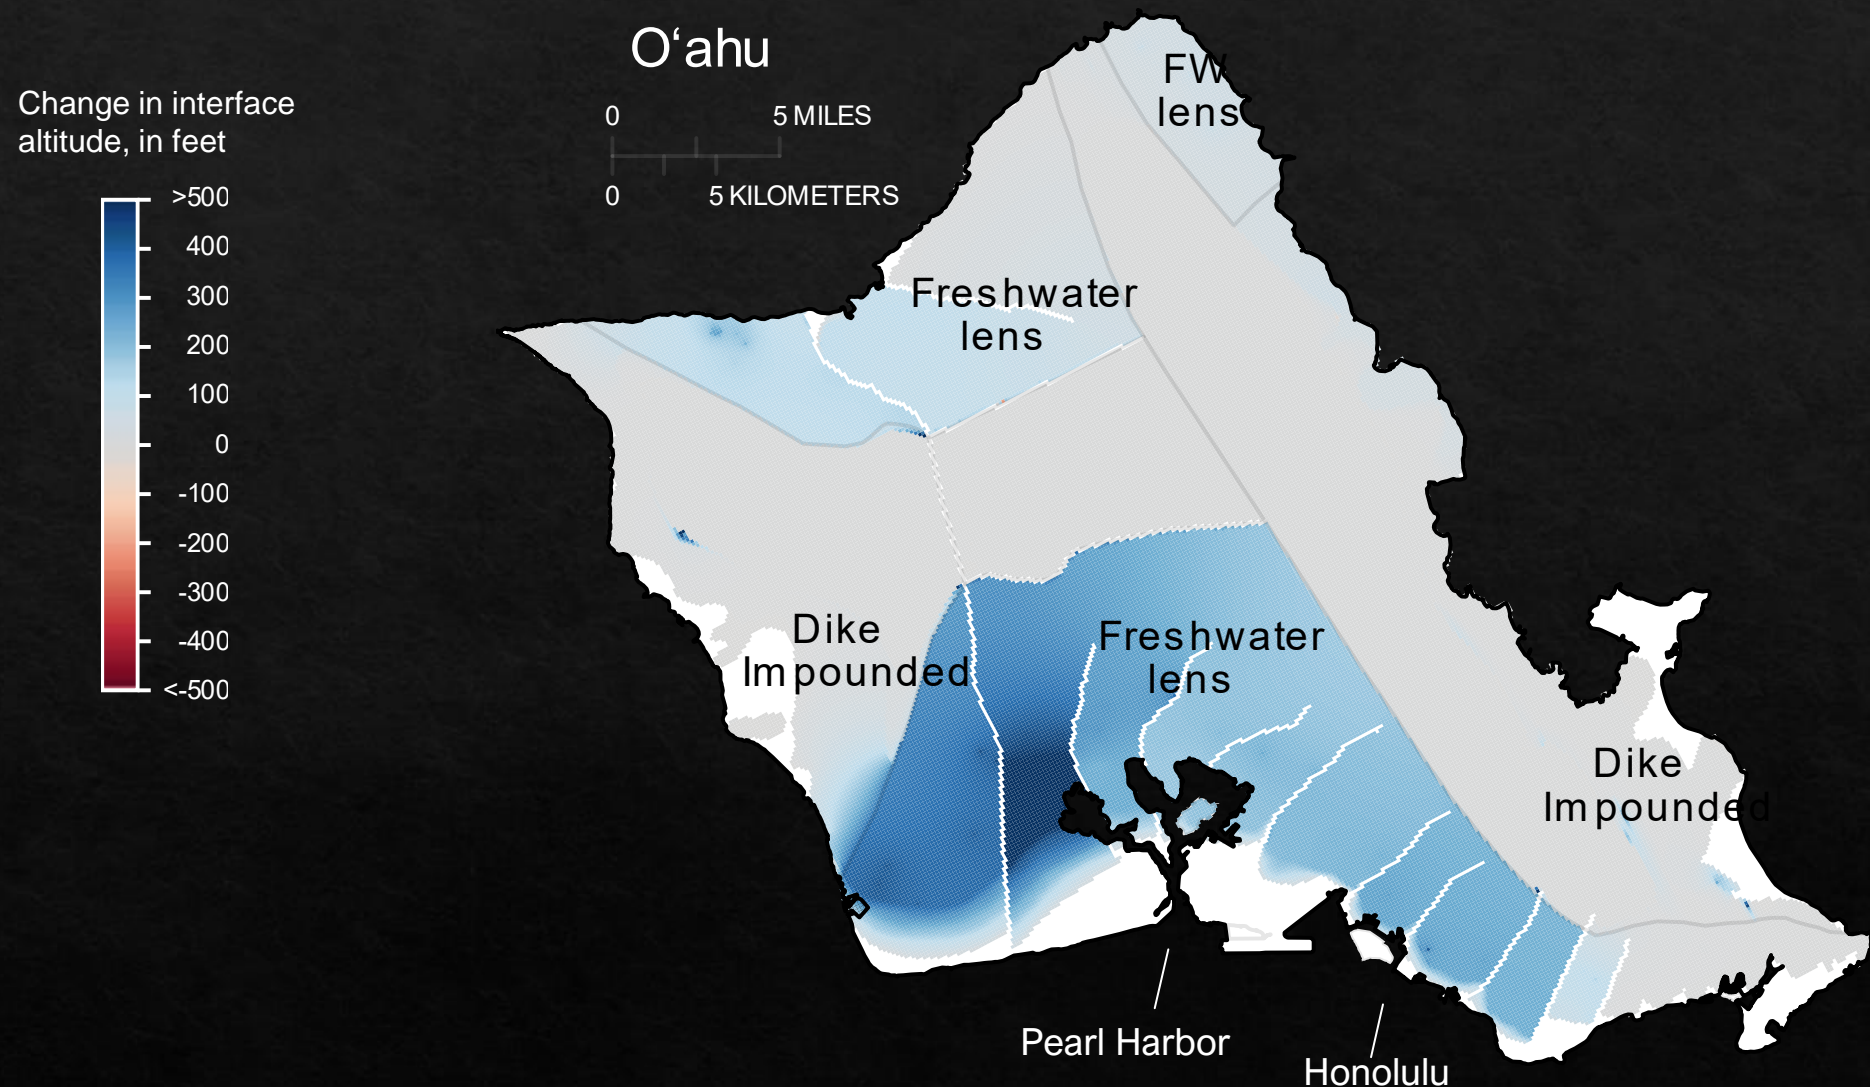 Oʻahu
0 5 MILES
0 5 KILOMETERS
Change in interface
altitude, in feet
>500
400
300
200
100
0
-100
-200
-300
-400
<-500
FW
lens
Freshwater
lens
Dike
Impounded
Freshwater
lens
Dike
Impounded
Pearl Harbor
Honolulu